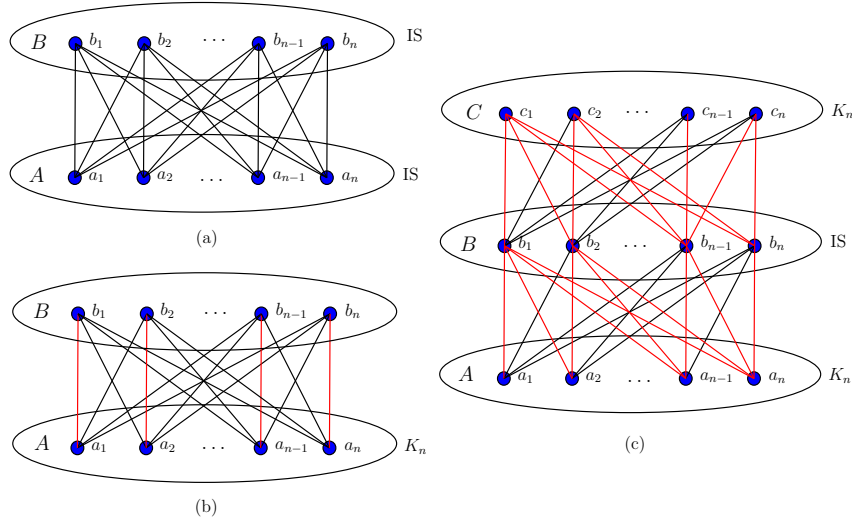 B b₁ b₂ ··· bₙ₋₁ bₙ IS
A a₁ a₂ ... aₙ₋₁ aₙ IS
(a)
B b₁ b₂ ··· bₙ₋₁ bₙ
A a₁ a₂ ... aₙ₋₁ aₙ Kₙ
(b)
C c₁ c₂ ... cₙ₋₁ cₙ Kₙ
B b₁ b₂ ... bₙ₋₁ bₙ IS
A a₁ a₂ ... aₙ₋₁ aₙ Kₙ
(c)